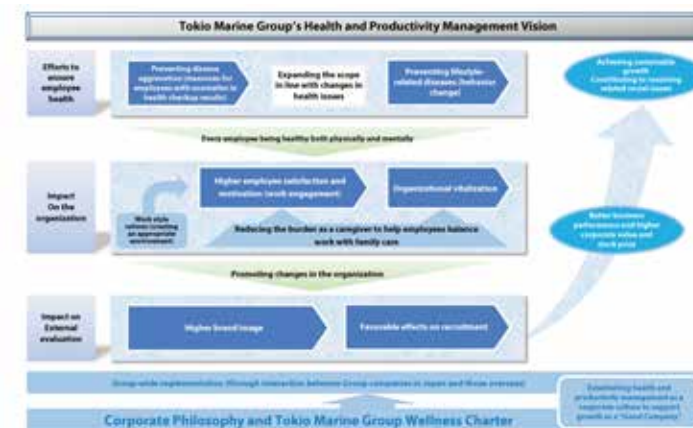 Tokio Marine Group's Health and Productivity Management Vision
Efforts to
ensure
employee
health
Preventing disease
aggravation (measures for
employees with anomalies in
health checkup results)
Expanding the scope
in line with changes in
health issues
Preventing lifestyle-
related diseases (behavior
change)
Achieving sustainable
growth
Contributing to resolving
related social issues
Every employee being healthy both physically and mentally
Impact
On the
organization
Higher employee satisfaction and
motivation (work engagement)
Organizational vitalization
Work style
reforms (creating
an appropriate
environment)
Reducing the burden as a caregiver to help employees balance
work with family care
Better business
performance and higher
corporate value and
stock price
Promoting changes in the organization
Impact on
External
evaluation
Higher brand image
Favorable effects on recruitment
Group-wide implementation (through interaction between Group companies in Japan and those overseas)
Establishing health and
productivity management as a
corporate culture to support
growth as a "Good Company"
Corporate Philosophy and Tokio Marine Group Wellness Charter